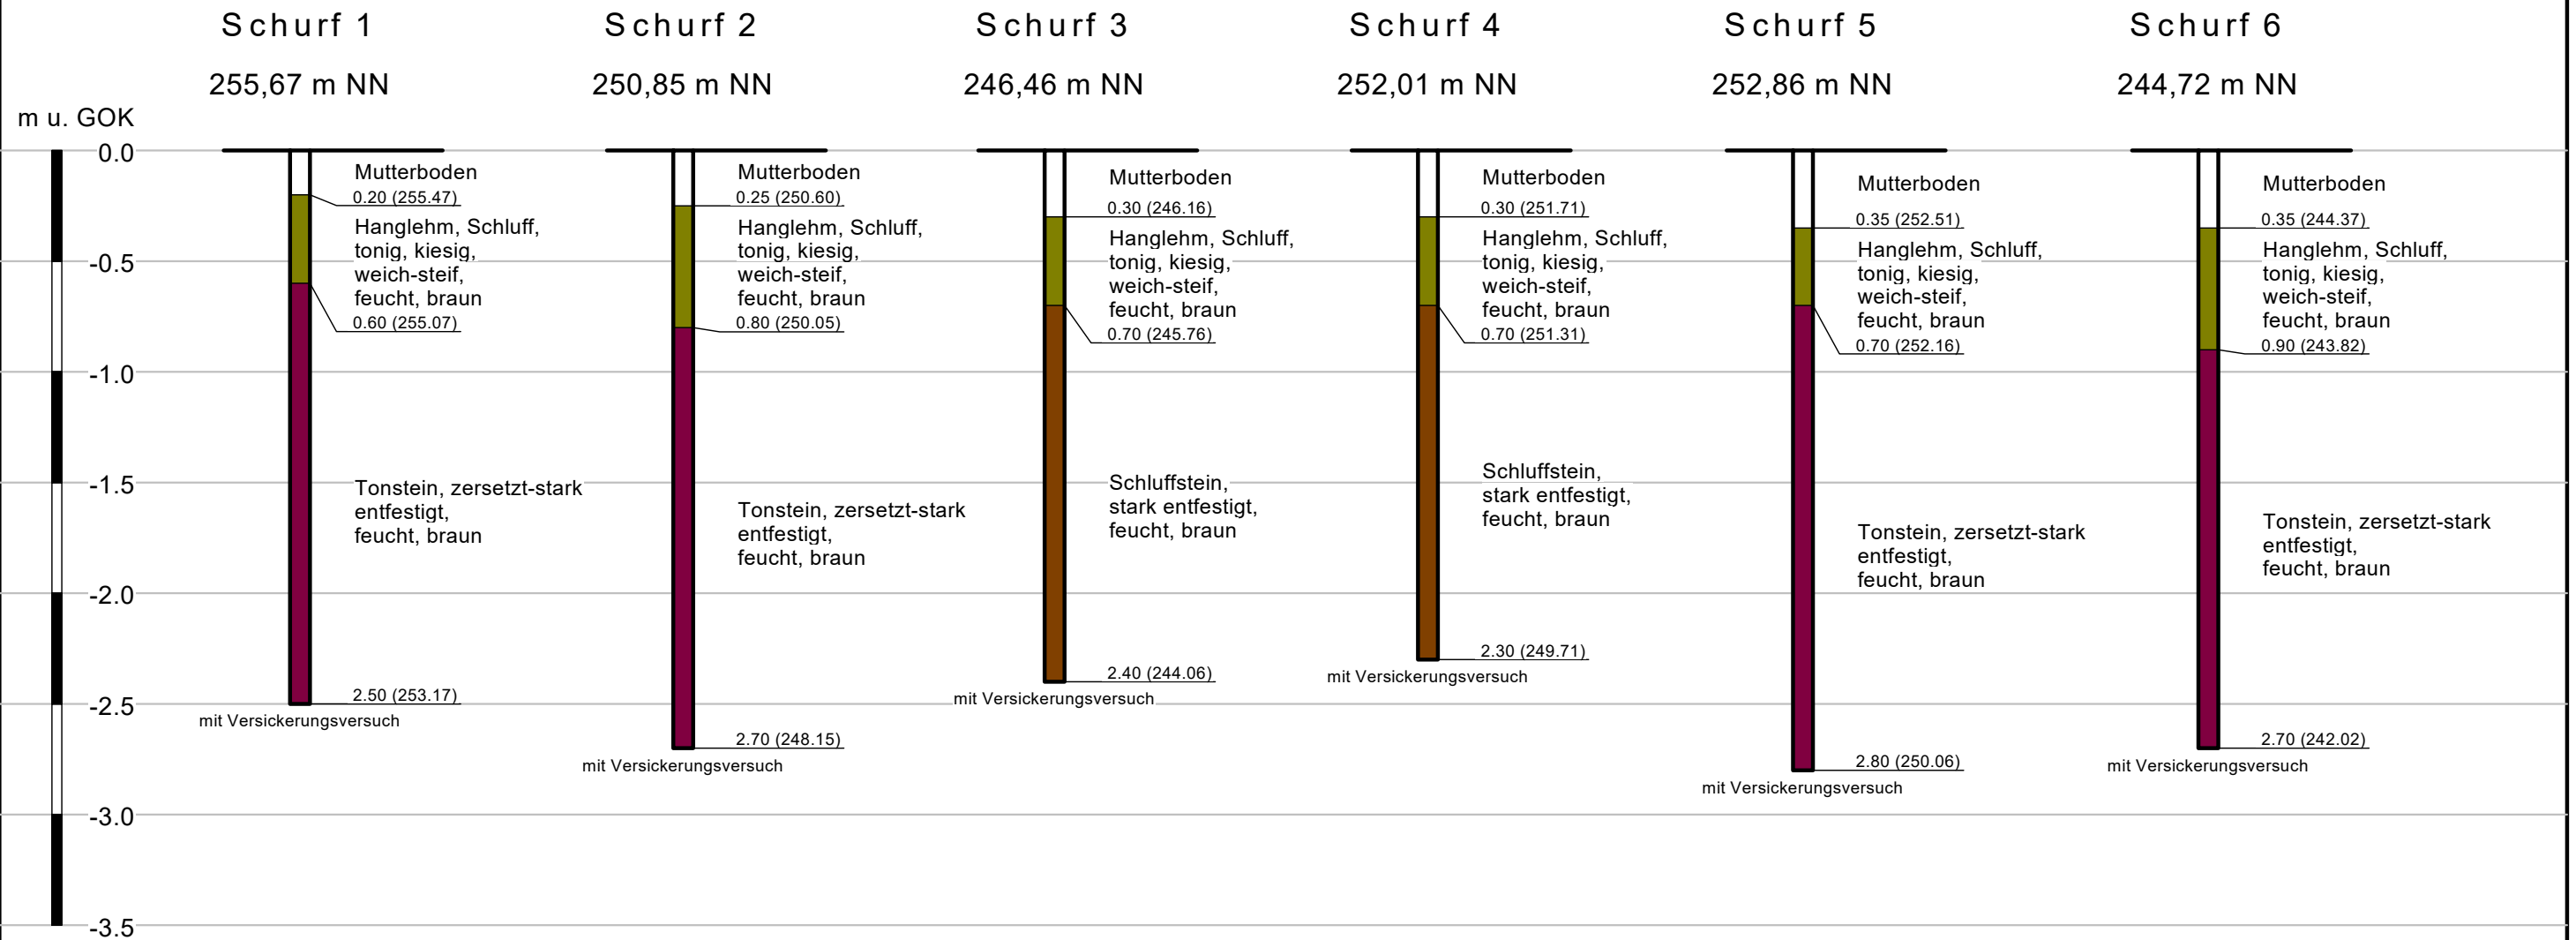 Schurf 1
255,67 m NN
Schurf 2
250,85 m NN
Schurf 3
246,46 m NN
Schurf 4
252,01 m NN
Schurf 5
252,86 m NN
Schurf 6
244,72 m NN
m u. GOK
0.0
-0.5
-1.0
-1.5
-2.0
-2.5
-3.0
-3.5
Mutterboden
0.20 (255.47)
Hanglehm, Schluff,
tonig, kiesig,
weich-steif,
feucht, braun
0.60 (255.07)
Tonstein, zersetzt-stark
entfestigt,
feucht, braun
2.50 (253.17)
mit Versickerungsversuch
Mutterboden
0.25 (250.60)
Hanglehm, Schluff,
tonig, kiesig,
weich-steif,
feucht, braun
0.80 (250.05)
Tonstein, zersetzt-stark
entfestigt,
feucht, braun
2.70 (248.15)
mit Versickerungsversuch
Mutterboden
0.30 (246.16)
Hanglehm, Schluff,
tonig, kiesig,
weich-steif,
feucht, braun
0.70 (245.76)
Schluffstein,
stark entfestigt,
feucht, braun
2.40 (244.06)
mit Versickerungsversuch
Mutterboden
0.30 (251.71)
Hanglehm, Schluff,
tonig, kiesig,
weich-steif,
feucht, braun
0.70 (251.31)
Schluffstein,
stark entfestigt,
feucht, braun
2.30 (249.71)
mit Versickerungsversuch
Mutterboden
0.35 (252.51)
Hanglehm, Schluff,
tonig, kiesig,
weich-steif,
feucht, braun
0.70 (252.16)
Tonstein, zersetzt-stark
entfestigt,
feucht, braun
2.80 (250.06)
mit Versickerungsversuch
Mutterboden
0.35 (244.37)
Hanglehm, Schluff,
tonig, kiesig,
weich-steif,
feucht, braun
0.90 (243.82)
Tonstein, zersetzt-stark
entfestigt,
feucht, braun
2.70 (242.02)
mit Versickerungsversuch